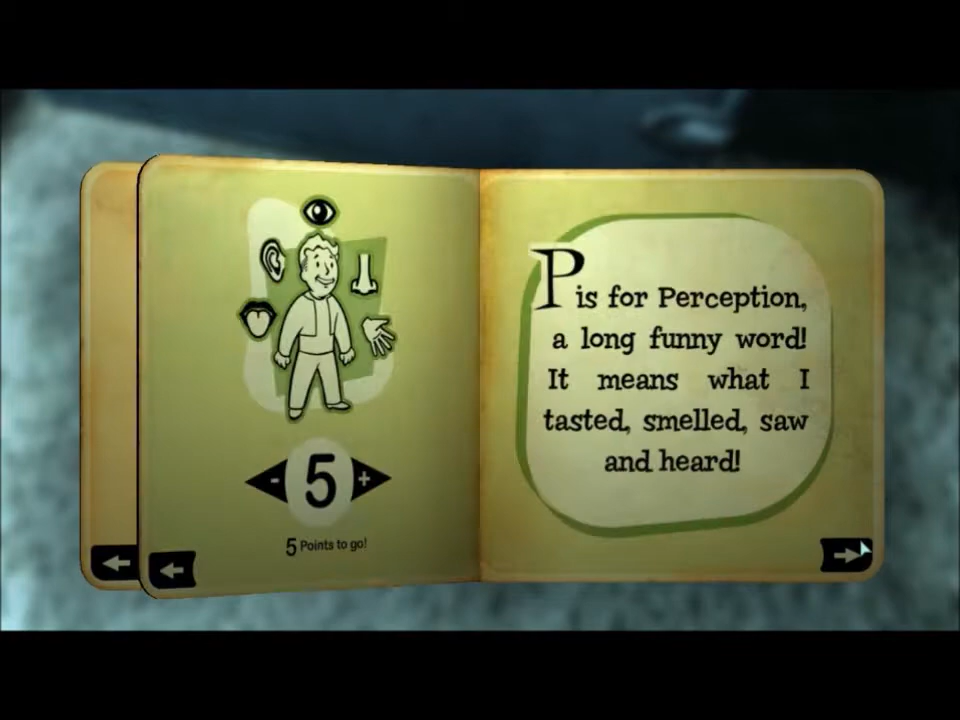 - 5 +
5 Points to go!
P is for Perception,
a long funny word!
It means what I
tasted, smelled, saw
and heard!